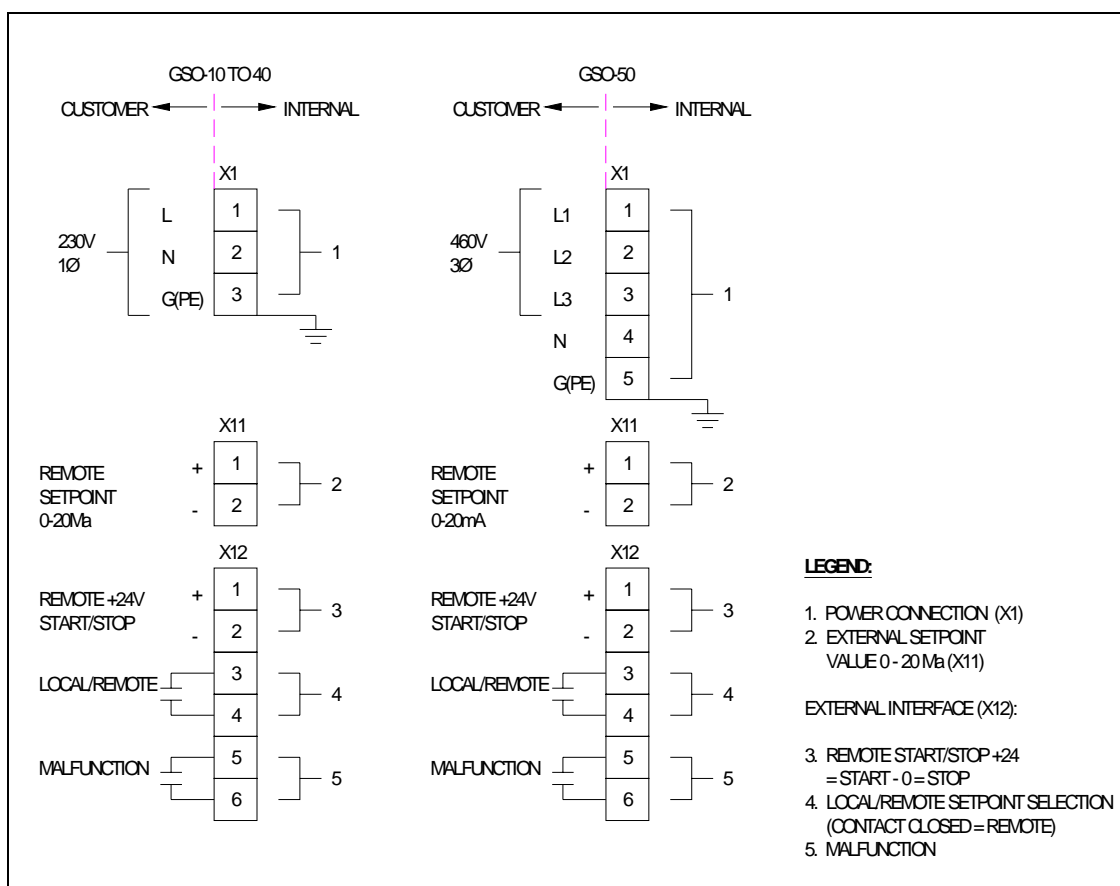 GSO-10 TO 40
CUSTOMER
INTERNAL
X1
L
1
N
2
G(PE)
3
230V
1Ø
1
X11
REMOTE
SETPOINT
0-20Ma
+
1
-
2
2
X12
REMOTE +24V
START/STOP
+
1
-
2
3
LOCAL/REMOTE
3
4
4
MALFUNCTION
5
6
5
GSO-50
CUSTOMER
INTERNAL
X1
L1
1
L2
2
L3
3
N
4
G(PE)
5
460V
3Ø
1
X11
REMOTE
SETPOINT
0-20mA
+
1
-
2
2
X12
REMOTE +24V
START/STOP
+
1
-
2
3
LOCAL/REMOTE
3
4
4
MALFUNCTION
5
6
5
LEGEND:
1. POWER CONNECTION (X1)
2. EXTERNAL SETPOINT
VALUE 0 - 20 Ma (X11)
EXTERNAL INTERFACE (X12):
3. REMOTE START/STOP +24
= START - 0 = STOP
4. LOCAL/REMOTE SETPOINT SELECTION
(CONTACT CLOSED = REMOTE)
5. MALFUNCTION